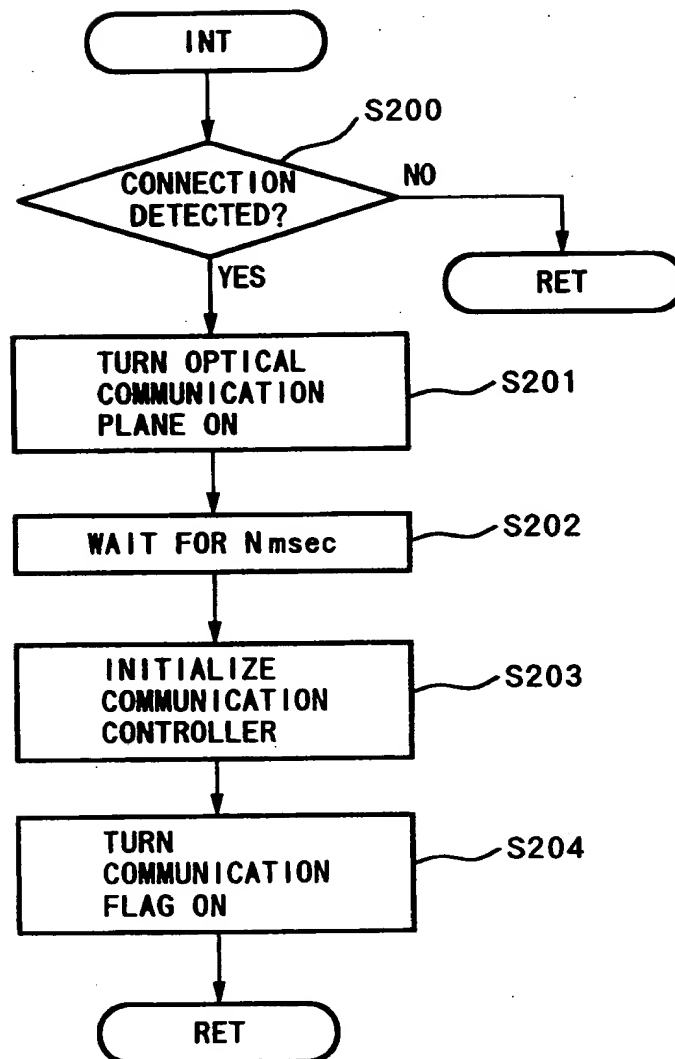 INT
S200
CONNECTION
DETECTED?
NO
RET
YES
TURN OPTICAL
COMMUNICATION
PLANE ON
S201
WAIT FOR Nmsec
S202
INITIALIZE
COMMUNICATION
CONTROLLER
S203
TURN
COMMUNICATION
FLAG ON
S204
RET